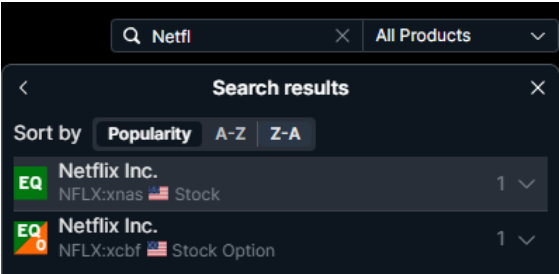 Netfl All Products
Search results
Sort by Popularity A-Z Z-A
EQ Netflix Inc. 1
NFLX:xnas Stock
EQ O Netflix Inc. 1
NFLX:xcbf Stock Option